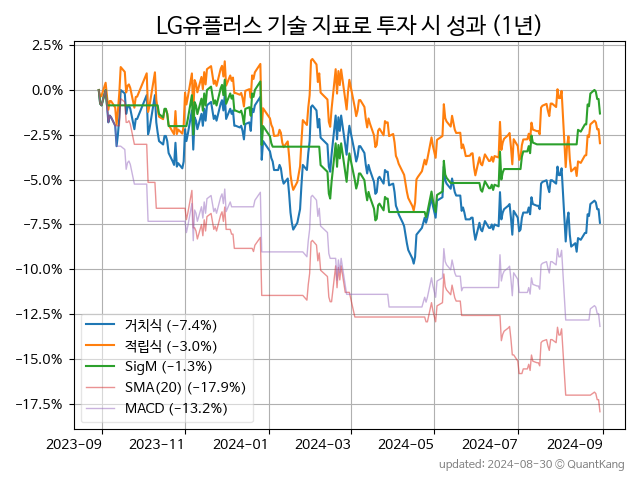 LG유플러스 기술 지표로 투자 시 성과 (1년)
2.5%
0.0%
−2.5%
−5.0%
−7.5%
−10.0%
−12.5%
−15.0%
−17.5%
거치식 (−7.4%)
적립식 (−3.0%)
SigM (−1.3%)
SMA(20) (−17.9%)
MACD (−13.2%)
2023-09 2023-11 2024-01 2024-03 2024-05 2024-07 2024-09
updated: 2024-08-30 © QuantKang